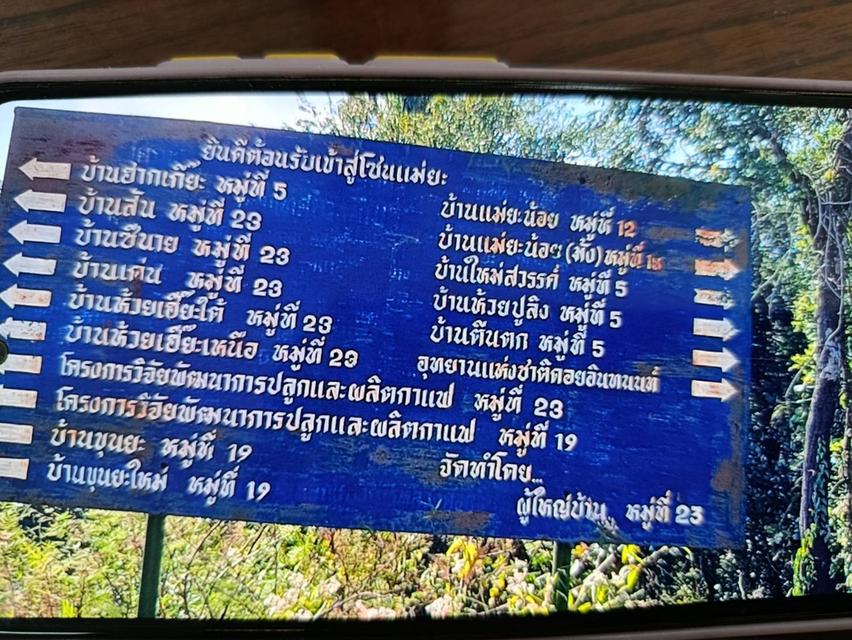 ยินดีต้อนรับเข้าสู่โซนแม่ยะ
บ้านฮากเกี๊ยะ หมู่ที่ 5
บ้านสัน หมู่ที่ 23
บ้านซีนาย หมู่ที่ 23
บ้านเด่น หมู่ที่ 23
บ้านห้วยเอี๊ยะใต้ หมู่ที่ 23
บ้านห้วยเอี๊ยะเหนือ หมู่ที่ 23
โครงการวิจัยพัฒนาการปลูกและผลิตกาแฟ หมู่ที่ 23
โครงการวิจัยพัฒนาการปลูกและผลิตกาแฟ หมู่ที่ 19
บ้านขุนยะ หมู่ที่ 19
บ้านขุนยะใหม่ หมู่ที่ 19
บ้านแม่ยะน้อย หมู่ที่ 12
บ้านแม่ยะน้อย (ม้ง) หมู่ที่
บ้านใหม่สวรรค์ หมู่ที่ 5
บ้านห้วยปูลิง หมู่ที่ 5
บ้านตีนตก หมู่ที่ 5
อุทยานแห่งชาติดอยอินทนนท์
จัดทำโดย...
ผู้ใหญ่บ้าน หมู่ที่ 23